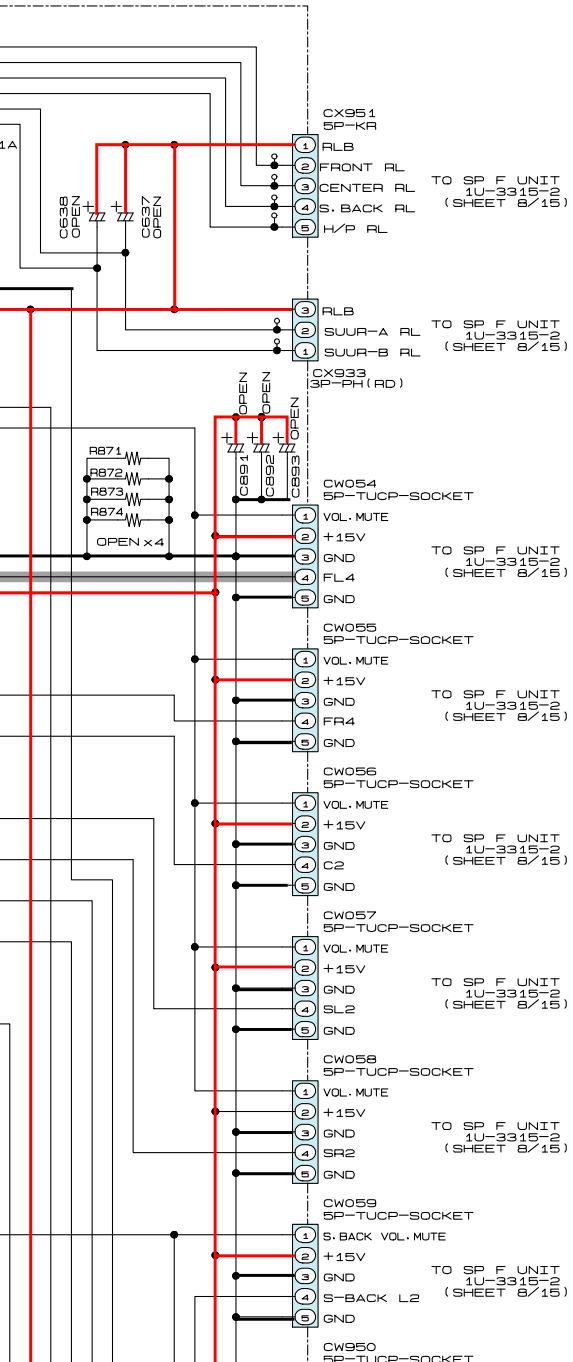 CX951
5P-KR
1A
1 RLB
2 FRONT RL
3 CENTER RL
4 S.BACK RL
5 H/P RL
TO SP F UNIT
1U-3315-2
(SHEET 8/15)
C638
OPEN
C637
OPEN
3 RLB
2 SUUR-A RL
1 SUUR-B RL
TO SP F UNIT
1U-3315-2
(SHEET 8/15)
CX933
3P-PH(RD)
C891
OPEN
C892
OPEN
C893
OPEN
R871
R872
R873
R874
OPEN x4
CW054
5P-TUCP-SOCKET
1 VOL.MUTE
2 +15V
3 GND
4 FL4
5 GND
TO SP F UNIT
1U-3315-2
(SHEET 8/15)
CW055
5P-TUCP-SOCKET
1 VOL.MUTE
2 +15V
3 GND
4 FR4
5 GND
TO SP F UNIT
1U-3315-2
(SHEET 8/15)
CW056
5P-TUCP-SOCKET
1 VOL.MUTE
2 +15V
3 GND
4 C2
5 GND
TO SP F UNIT
1U-3315-2
(SHEET 8/15)
CW057
5P-TUCP-SOCKET
1 VOL.MUTE
2 +15V
3 GND
4 SL2
5 GND
TO SP F UNIT
1U-3315-2
(SHEET 8/15)
CW058
5P-TUCP-SOCKET
1 VOL.MUTE
2 +15V
3 GND
4 SR2
5 GND
TO SP F UNIT
1U-3315-2
(SHEET 8/15)
CW059
5P-TUCP-SOCKET
1 S.BACK VOL.MUTE
2 +15V
3 GND
4 S-BACK L2
5 GND
TO SP F UNIT
1U-3315-2
(SHEET 8/15)
CW950
5P-TUCP-SOCKET